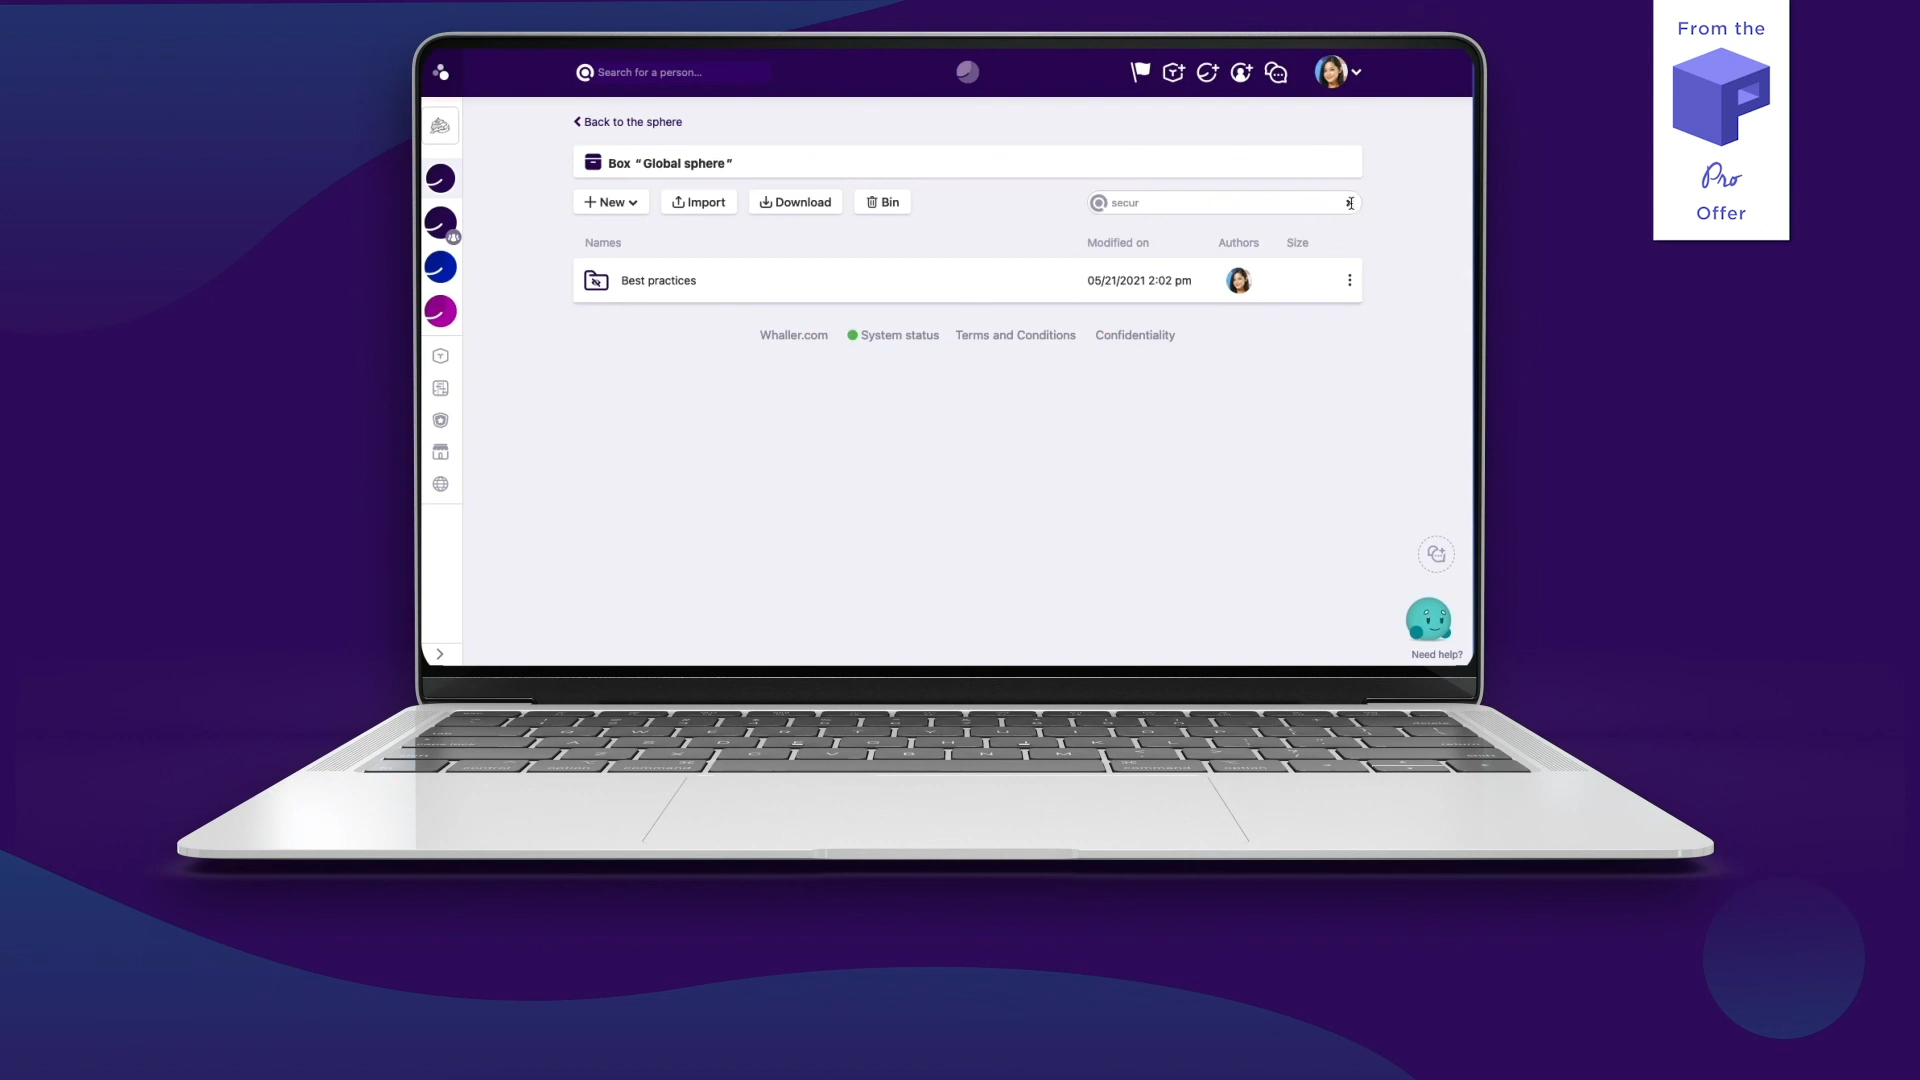 From the
Pro
Offer
Search for a person...
Back to the sphere
Box “Global sphere”
New
Import
Download
Bin
secur
Names
Modified on
Authors
Size
Best practices
05/21/2021 2:02 pm
Whaller.com
System status
Terms and Conditions
Confidentiality
Need help?